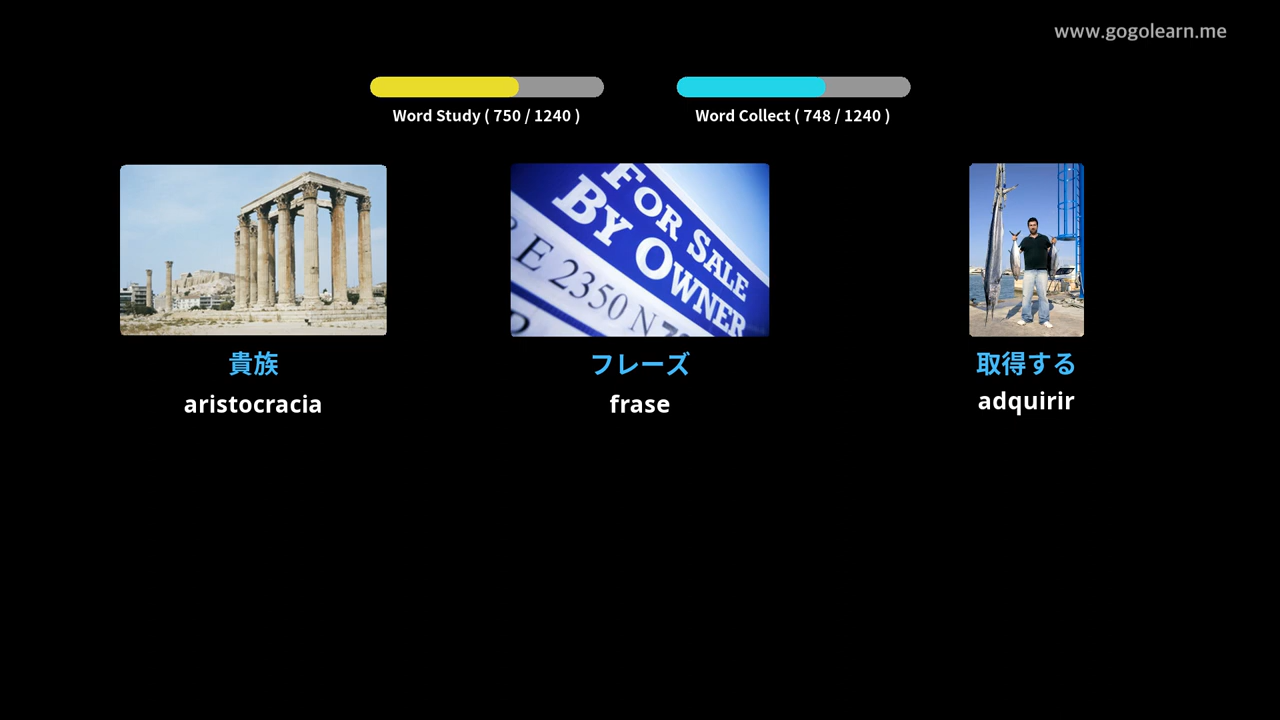 www.gogolearn.me
Word Study ( 750 / 1240 )
Word Collect ( 748 / 1240 )
FOR SALE
BY OWNER
E 2350 N
貴族
フレーズ
取得する
aristocracia
frase
adquirir